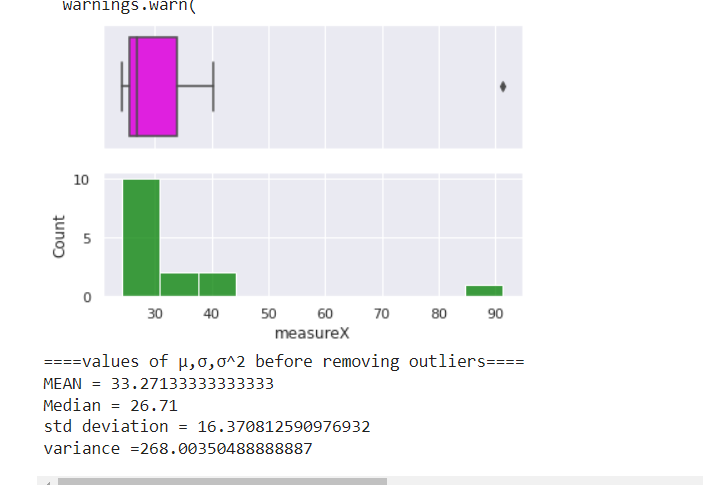 warnings.warn(
10
5
0
Count
30 40 50 60 70 80 90
measureX
====values of μ,σ,σ^2 before removing outliers====
MEAN = 33.27133333333333
Median = 26.71
std deviation = 16.370812590976932
variance =268.00350488888887